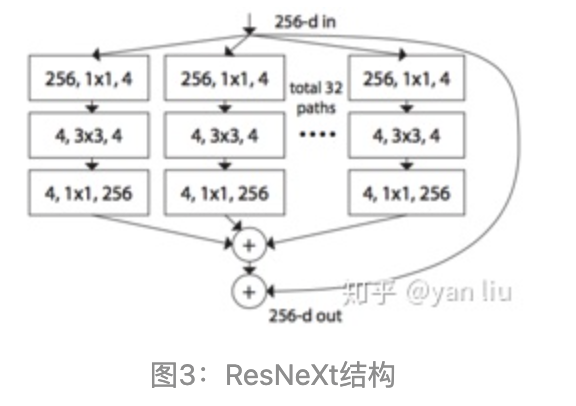 256-d in
256, 1x1, 4
256, 1x1, 4
256, 1x1, 4
total 32
paths
4, 3x3, 4
4, 3x3, 4
....
4, 3x3, 4
4, 1x1, 256
4, 1x1, 256
4, 1x1, 256
+
+
知乎 @yan liu
256-d out
图3：ResNeXt结构